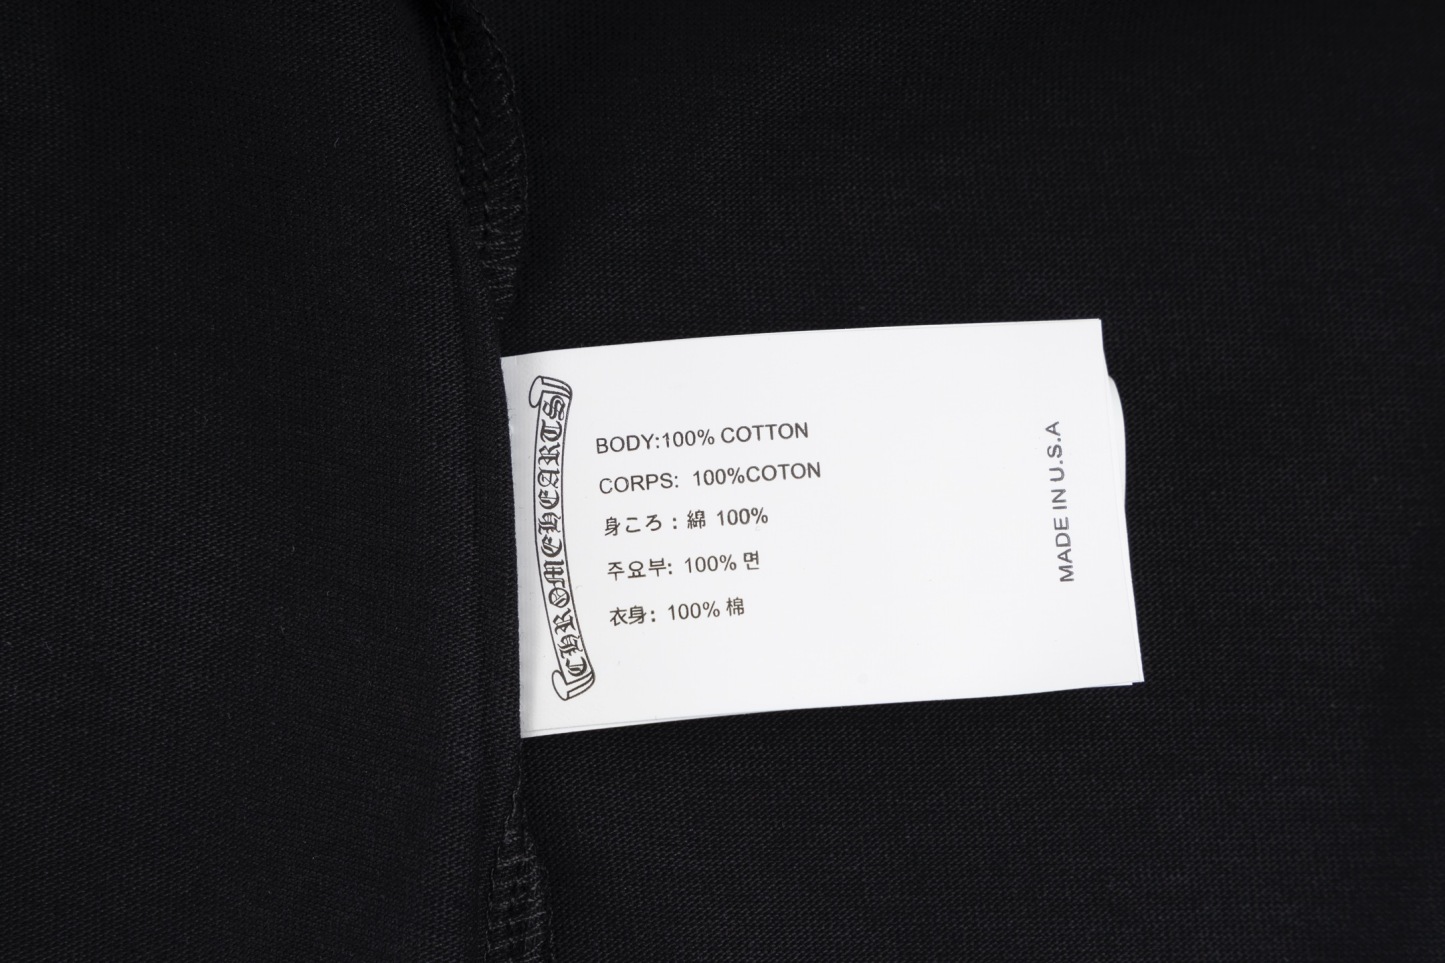 CHROME HEARTS
BODY:100% COTTON
CORPS: 100%COTON
身ころ : 綿 100%
주요부: 100% 면
衣身: 100% 棉
MADE IN U.S.A